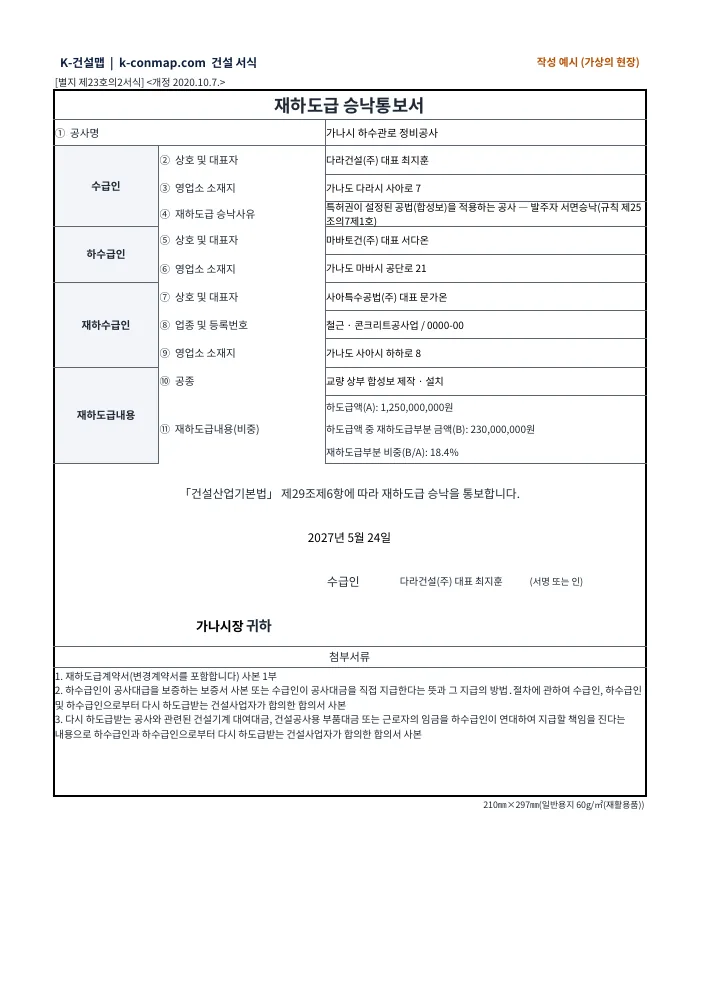 K-건설맵 | k-conmap.com 건설 서식
작성 예시 (가상의 현장)
[별지 제23호의2서식] <개정 2020.10.7.>
재하도급 승낙통보서
① 공사명
가나시 하수관로 정비공사
수급인
② 상호 및 대표자
다라건설(주) 대표 최지훈
③ 영업소 소재지
가나도 다라시 사아로 7
④ 재하도급 승낙사유
특허권이 설정된 공법(합성보)을 적용하는 공사 — 발주자 서면승낙(규칙 제25
조의7제1호)
하수급인
⑤ 상호 및 대표자
마바토건(주) 대표 서다온
⑥ 영업소 소재지
가나도 마바시 공단로 21
재하수급인
⑦ 상호 및 대표자
사아특수공법(주) 대표 문가온
⑧ 업종 및 등록번호
철근ㆍ콘크리트공사업 / 0000-00
⑨ 영업소 소재지
가나도 사아시 하하로 8
재하도급내용
⑩ 공종
교량 상부 합성보 제작ㆍ설치
⑪ 재하도급내용(비중)
하도급액(A): 1,250,000,000원
하도급액 중 재하도급부분 금액(B): 230,000,000원
재하도급부분 비중(B/A): 18.4%
「건설산업기본법」 제29조제6항에 따라 재하도급 승낙을 통보합니다.
2027년 5월 24일
수급인 다라건설(주) 대표 최지훈 (서명 또는 인)
가나시장 귀하
첨부서류
1. 재하도급계약서(변경계약서를 포함합니다) 사본 1부
2. 하수급인이 공사대급을 보증하는 보증서 사본 또는 수급인이 공사대금을 직접 지급한다는 뜻과 그 지급의 방법.절차에 관하여 수급인, 하수급인
및 하수급인으로부터 다시 하도급받는 건설사업자가 합의한 합의서 사본
3. 다시 하도급받는 공사와 관련된 건설기계 대여대금, 건설공사용 부품대금 또는 근로자의 임금을 하수급인이 연대하여 지급할 책임을 진다는
내용으로 하수급인과 하수급인으로부터 다시 하도급받는 건설사업자가 합의한 합의서 사본
210㎜×297㎜(일반용지 60g/㎡(재활용품))